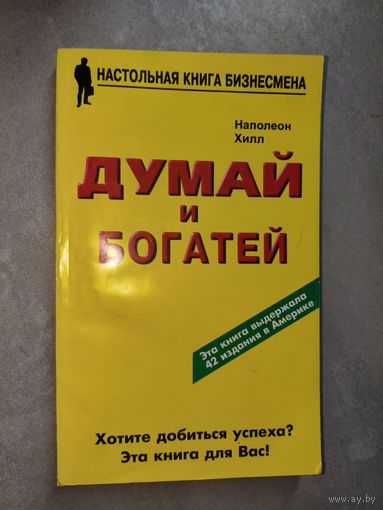 НАСТОЛЬНАЯ КНИГА БИЗНЕСМЕНА
Наполеон
Хилл
ДУМАЙ
и
БОГАТЕЙ
Эта книга выдержала
42 издания в Америке
Хотите добиться успеха?
Эта книга для Вас!
www.ay.by